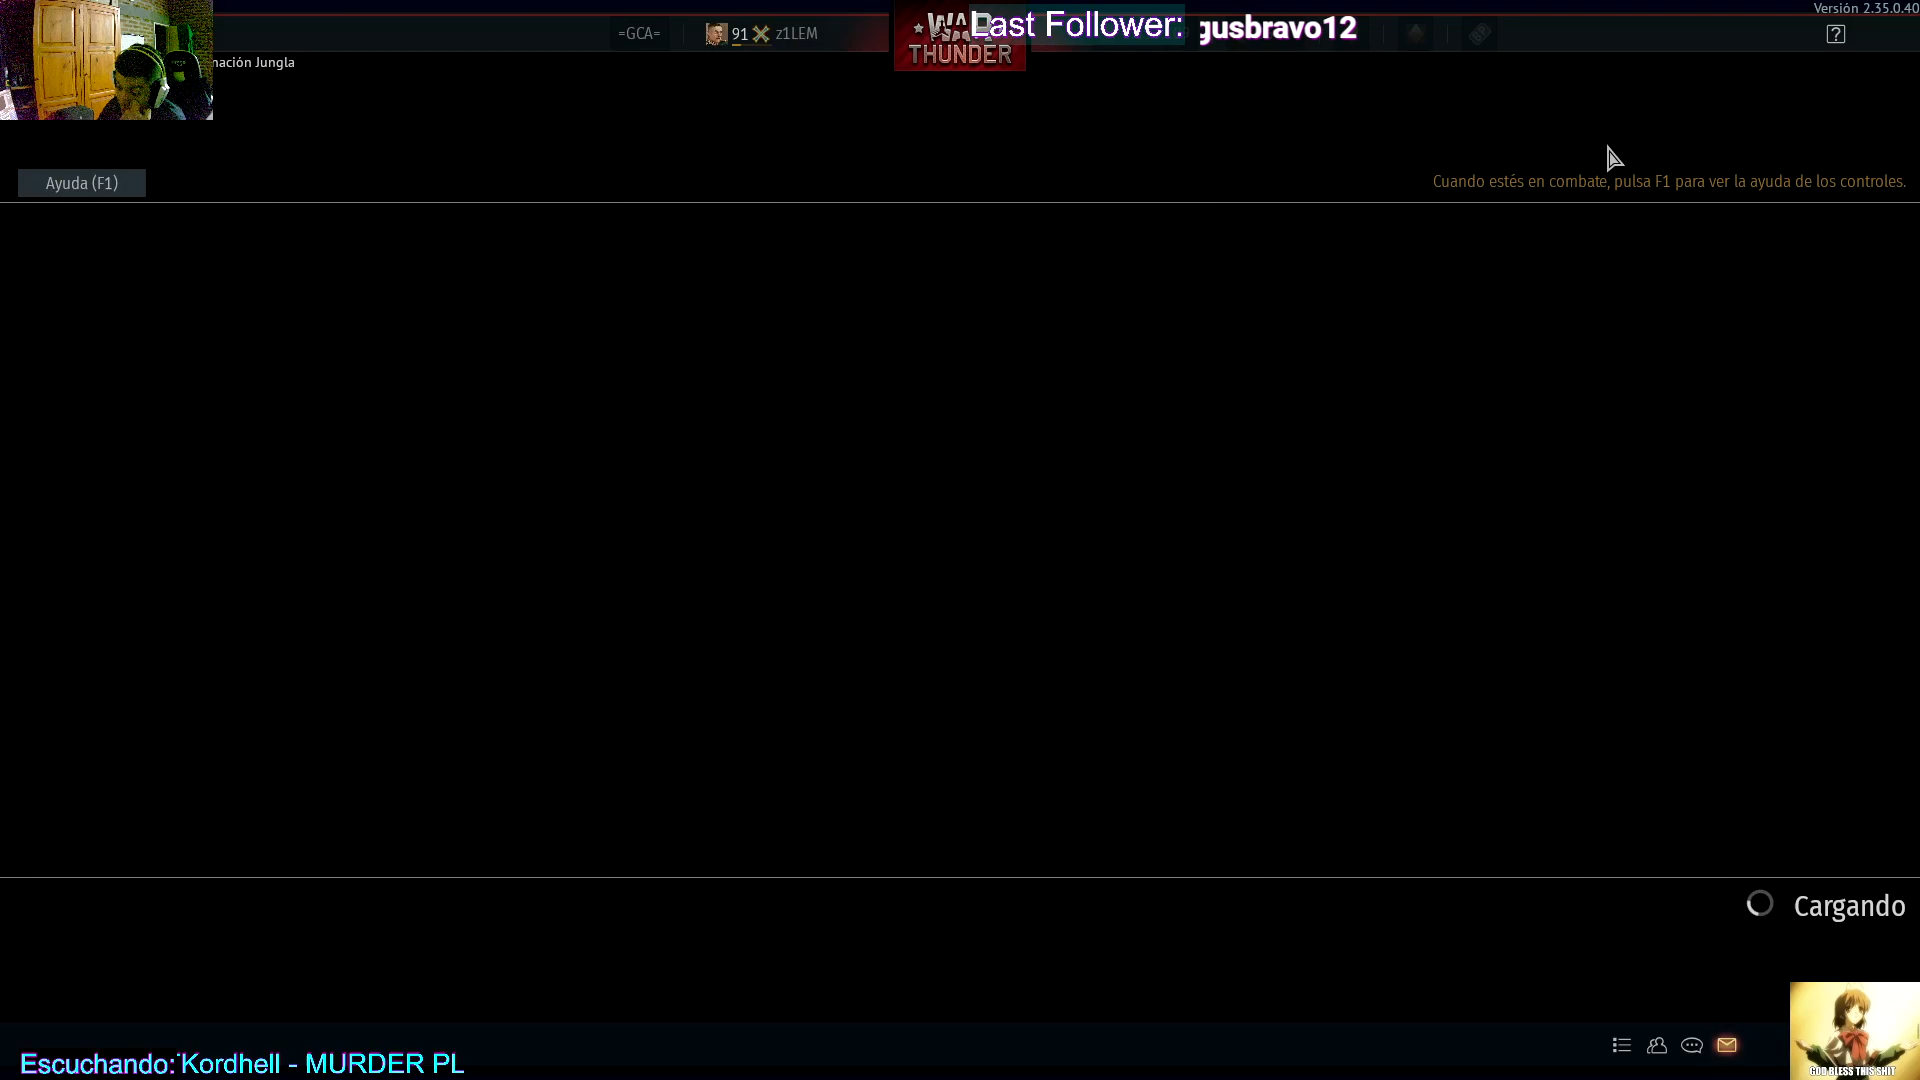 Versión 2.35.0.40
=GCA=
91
z1LEM
WAR
THUNDER
Last Follower:
gusbravo12
?
nación Jungla
Ayuda (F1)
Cuando estés en combate, pulsa F1 para ver la ayuda de los controles.
Cargando
Escuchando: Kordhell - MURDER PL
GOD BLESS THIS SHIT